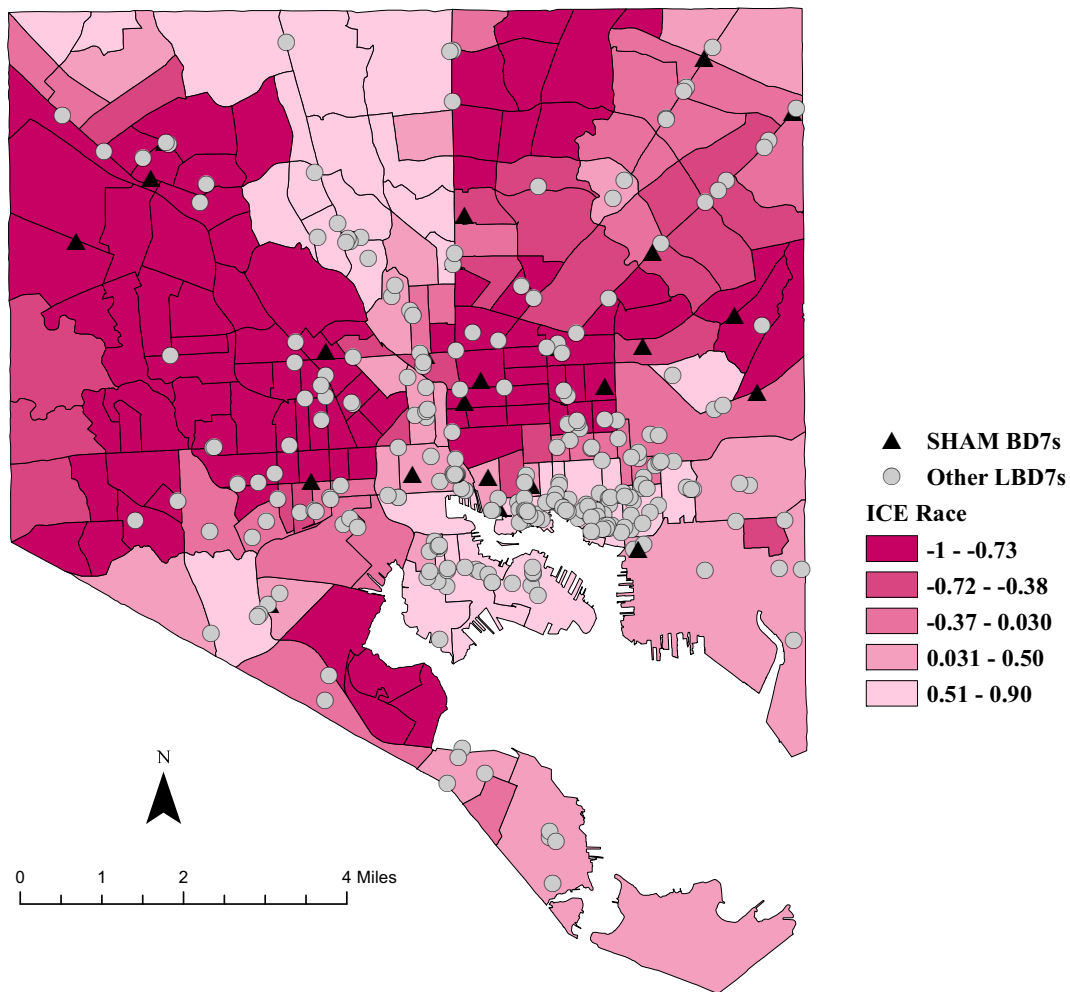 SHAM BD7s
Other LBD7s
ICE Race
-1 - -0.73
-0.72 - -0.38
-0.37 - 0.030
0.031 - 0.50
0.51 - 0.90
N
0 1 2 4 Miles